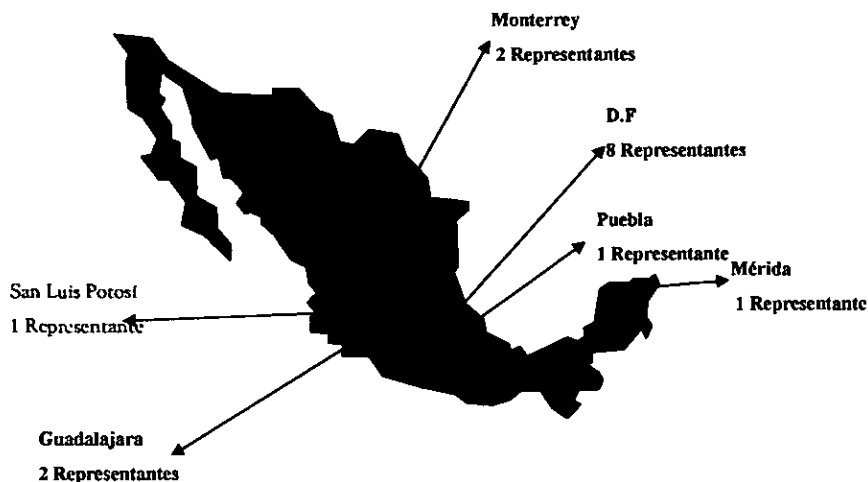 Monterrey
2 Representantes
D.F
8 Representantes
Puebla
1 Representante
Mérida
1 Representante
San Luis Potosí
1 Representante
Guadalajara
2 Representantes